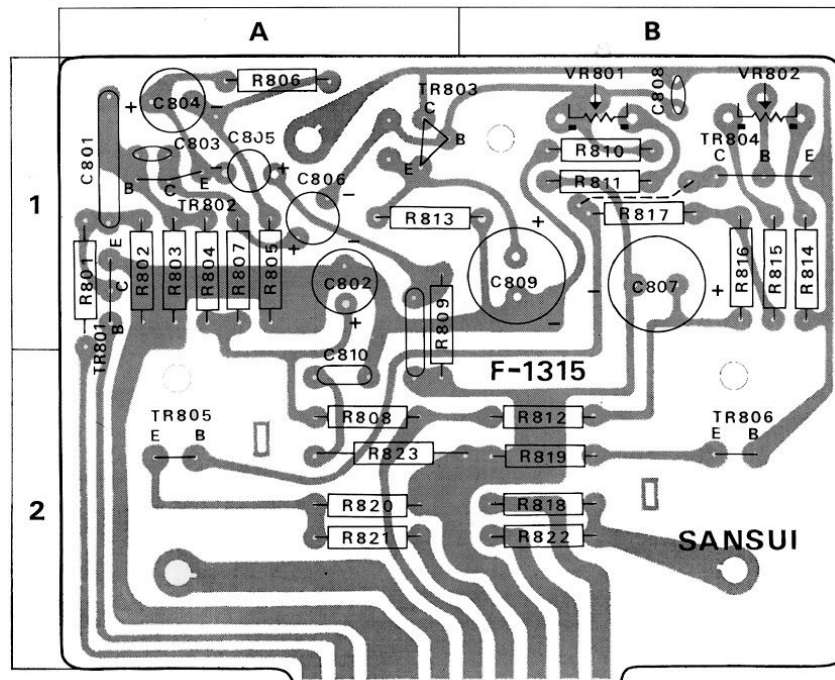 A B
1
2
R806
TR803
C
B
E
VR801
C808
VR802
+ C804 -
C801
C803
C805
- +
B C E
TR802
C806
- +
R810
R811
TR804
C B E
R813
R817
R801
E
C
B
TR801
R802
R803
R804
R807
R805
C802
- +
R809
+
C809
-
-
C807
+
R816
R815
R814
C810
F-1315
TR805
E B
R808
R812
TR806
E B
R823
R819
R820
R818
R821
R822
SANSUI